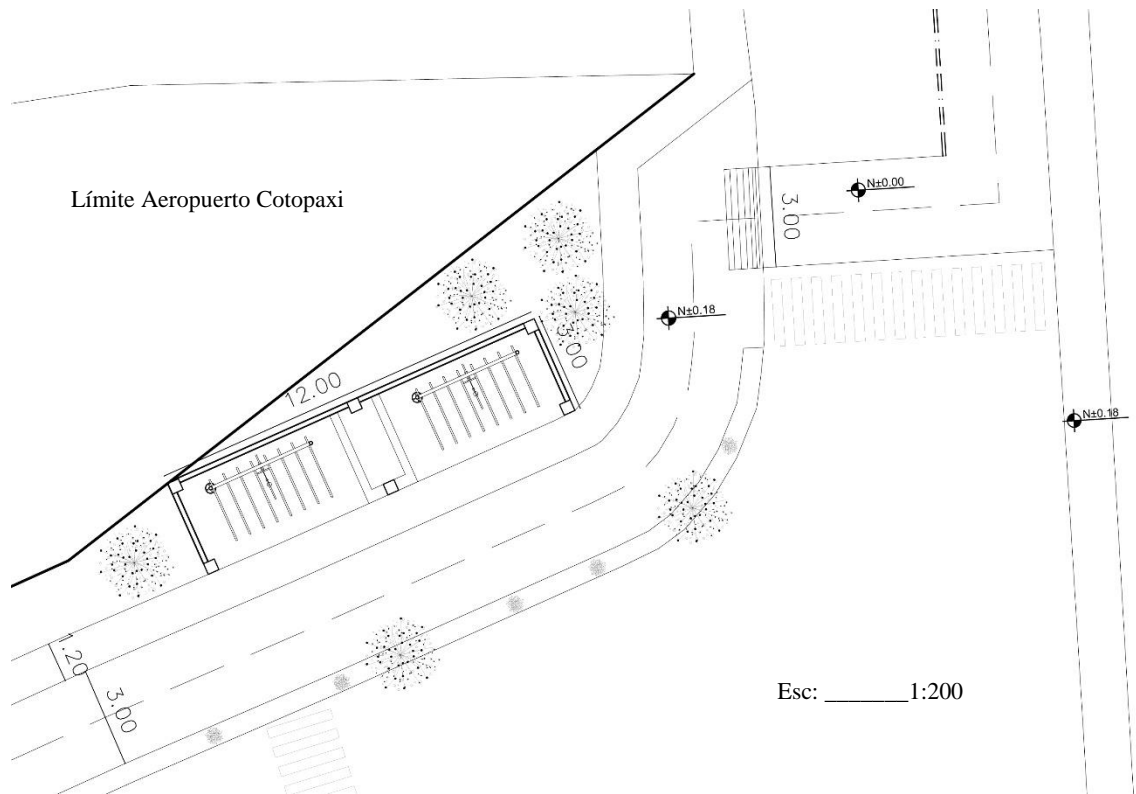 Límite Aeropuerto Cotopaxi
N±0.00
3.00
N±0.18
3.00
12.00
N±0.18
1.20
3.00
Esc: _______1:200